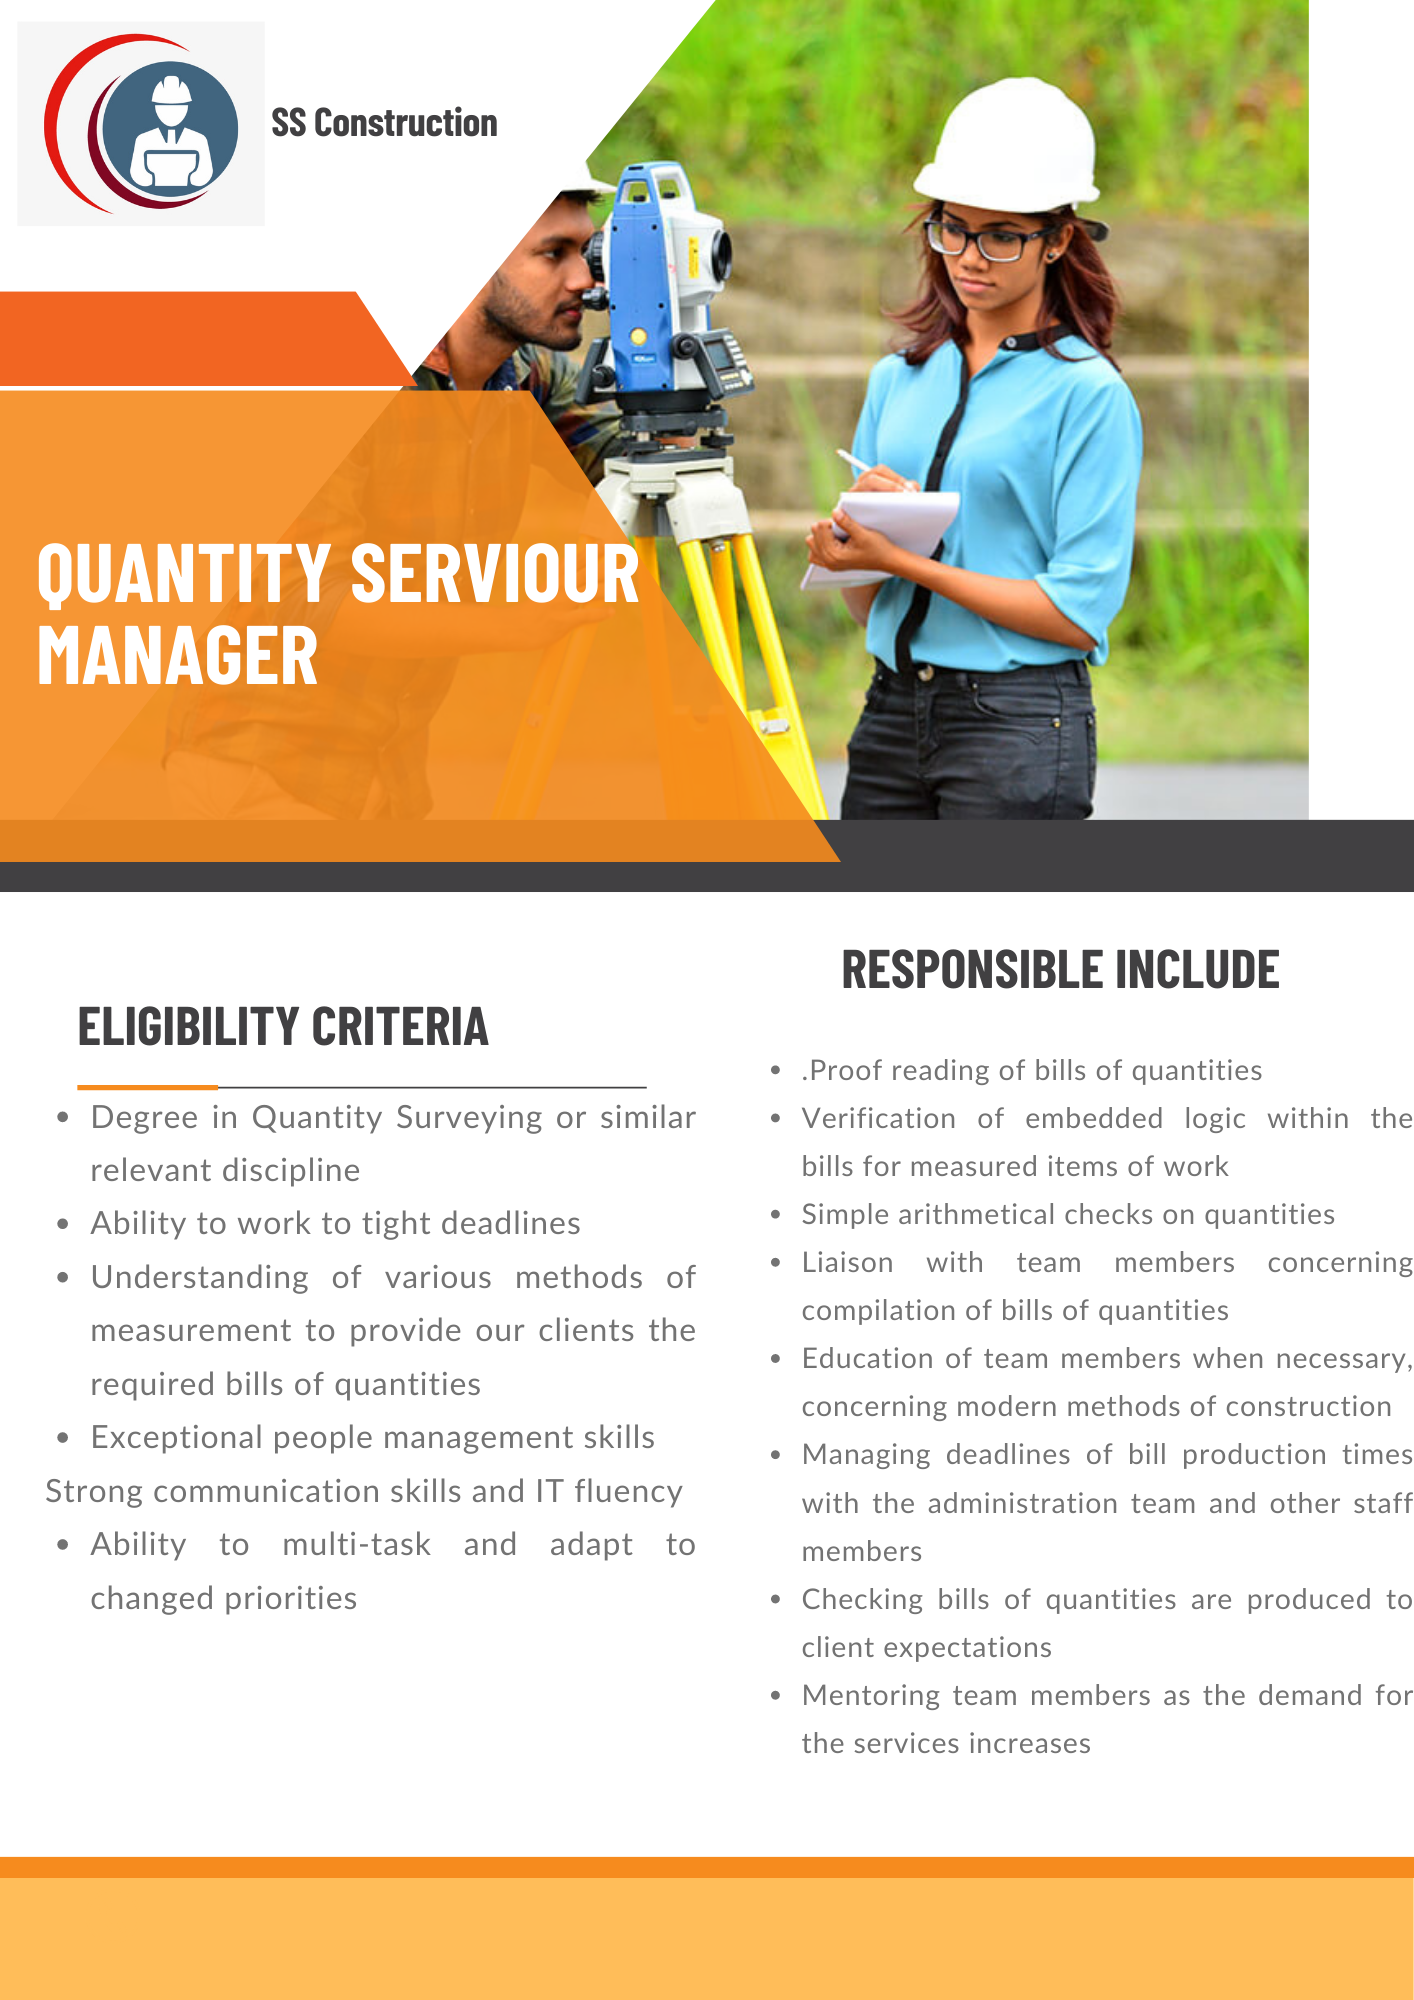 SS Construction
QUANTITY SERVIOUR
MANAGER
ELIGIBILITY CRITERIA
• Degree in Quantity Surveying or similar
relevant discipline
• Ability to work to tight deadlines
• Understanding of various methods of
measurement to provide our clients the
required bills of quantities
• Exceptional people management skills
Strong communication skills and IT fluency
• Ability to multi-task and adapt to
changed priorities
RESPONSIBLE INCLUDE
• .Proof reading of bills of quantities
• Verification of embedded logic within the
bills for measured items of work
• Simple arithmetical checks on quantities
• Liaison with team members concerning
compilation of bills of quantities
• Education of team members when necessary,
concerning modern methods of construction
• Managing deadlines of bill production times
with the administration team and other staff
members
• Checking bills of quantities are produced to
client expectations
• Mentoring team members as the demand for
the services increases